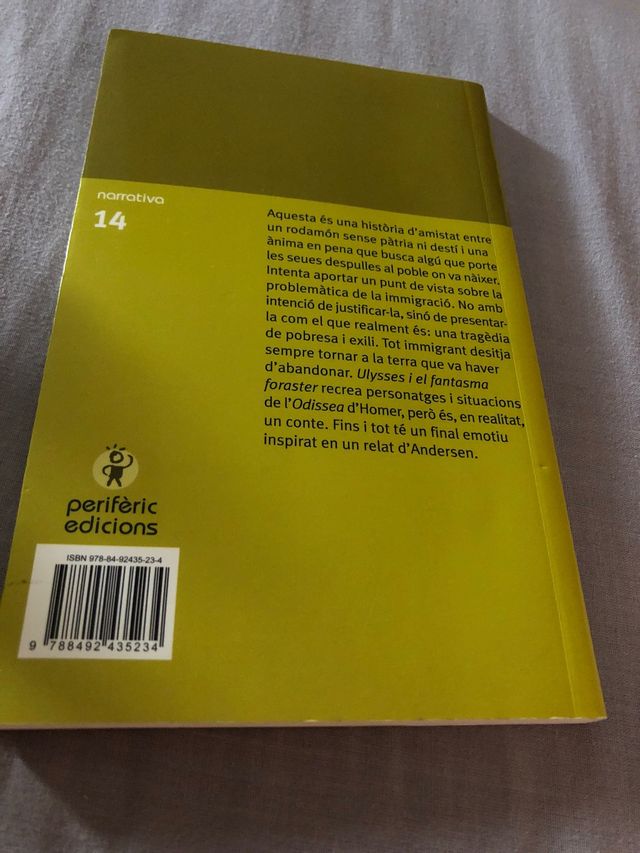 narrativa
14
Aquesta és una història d'amistat entre
un rodamón sense pàtria ni destí i una
ànima en pena que busca algú que porte
les seues despulles al poble on va nàixer.
Intenta aportar un punt de vista sobre la
problemàtica de la immigració. No amb
intenció de justificar-la, sinó de presentar-
la com el que realment és: una tragèdia
de pobresa i exili. Tot immigrant desitja
sempre tornar a la terra que va haver
d'abandonar. Ulysses i el fantasma
foraster recrea personatges i situacions
de l'Odissea d'Homer, però és, en realitat,
un conte. Fins i tot té un final emotiu
inspirat en un relat d'Andersen.
perifèric
edicions
ISBN 978-84-92435-23-4
9 788492 435234